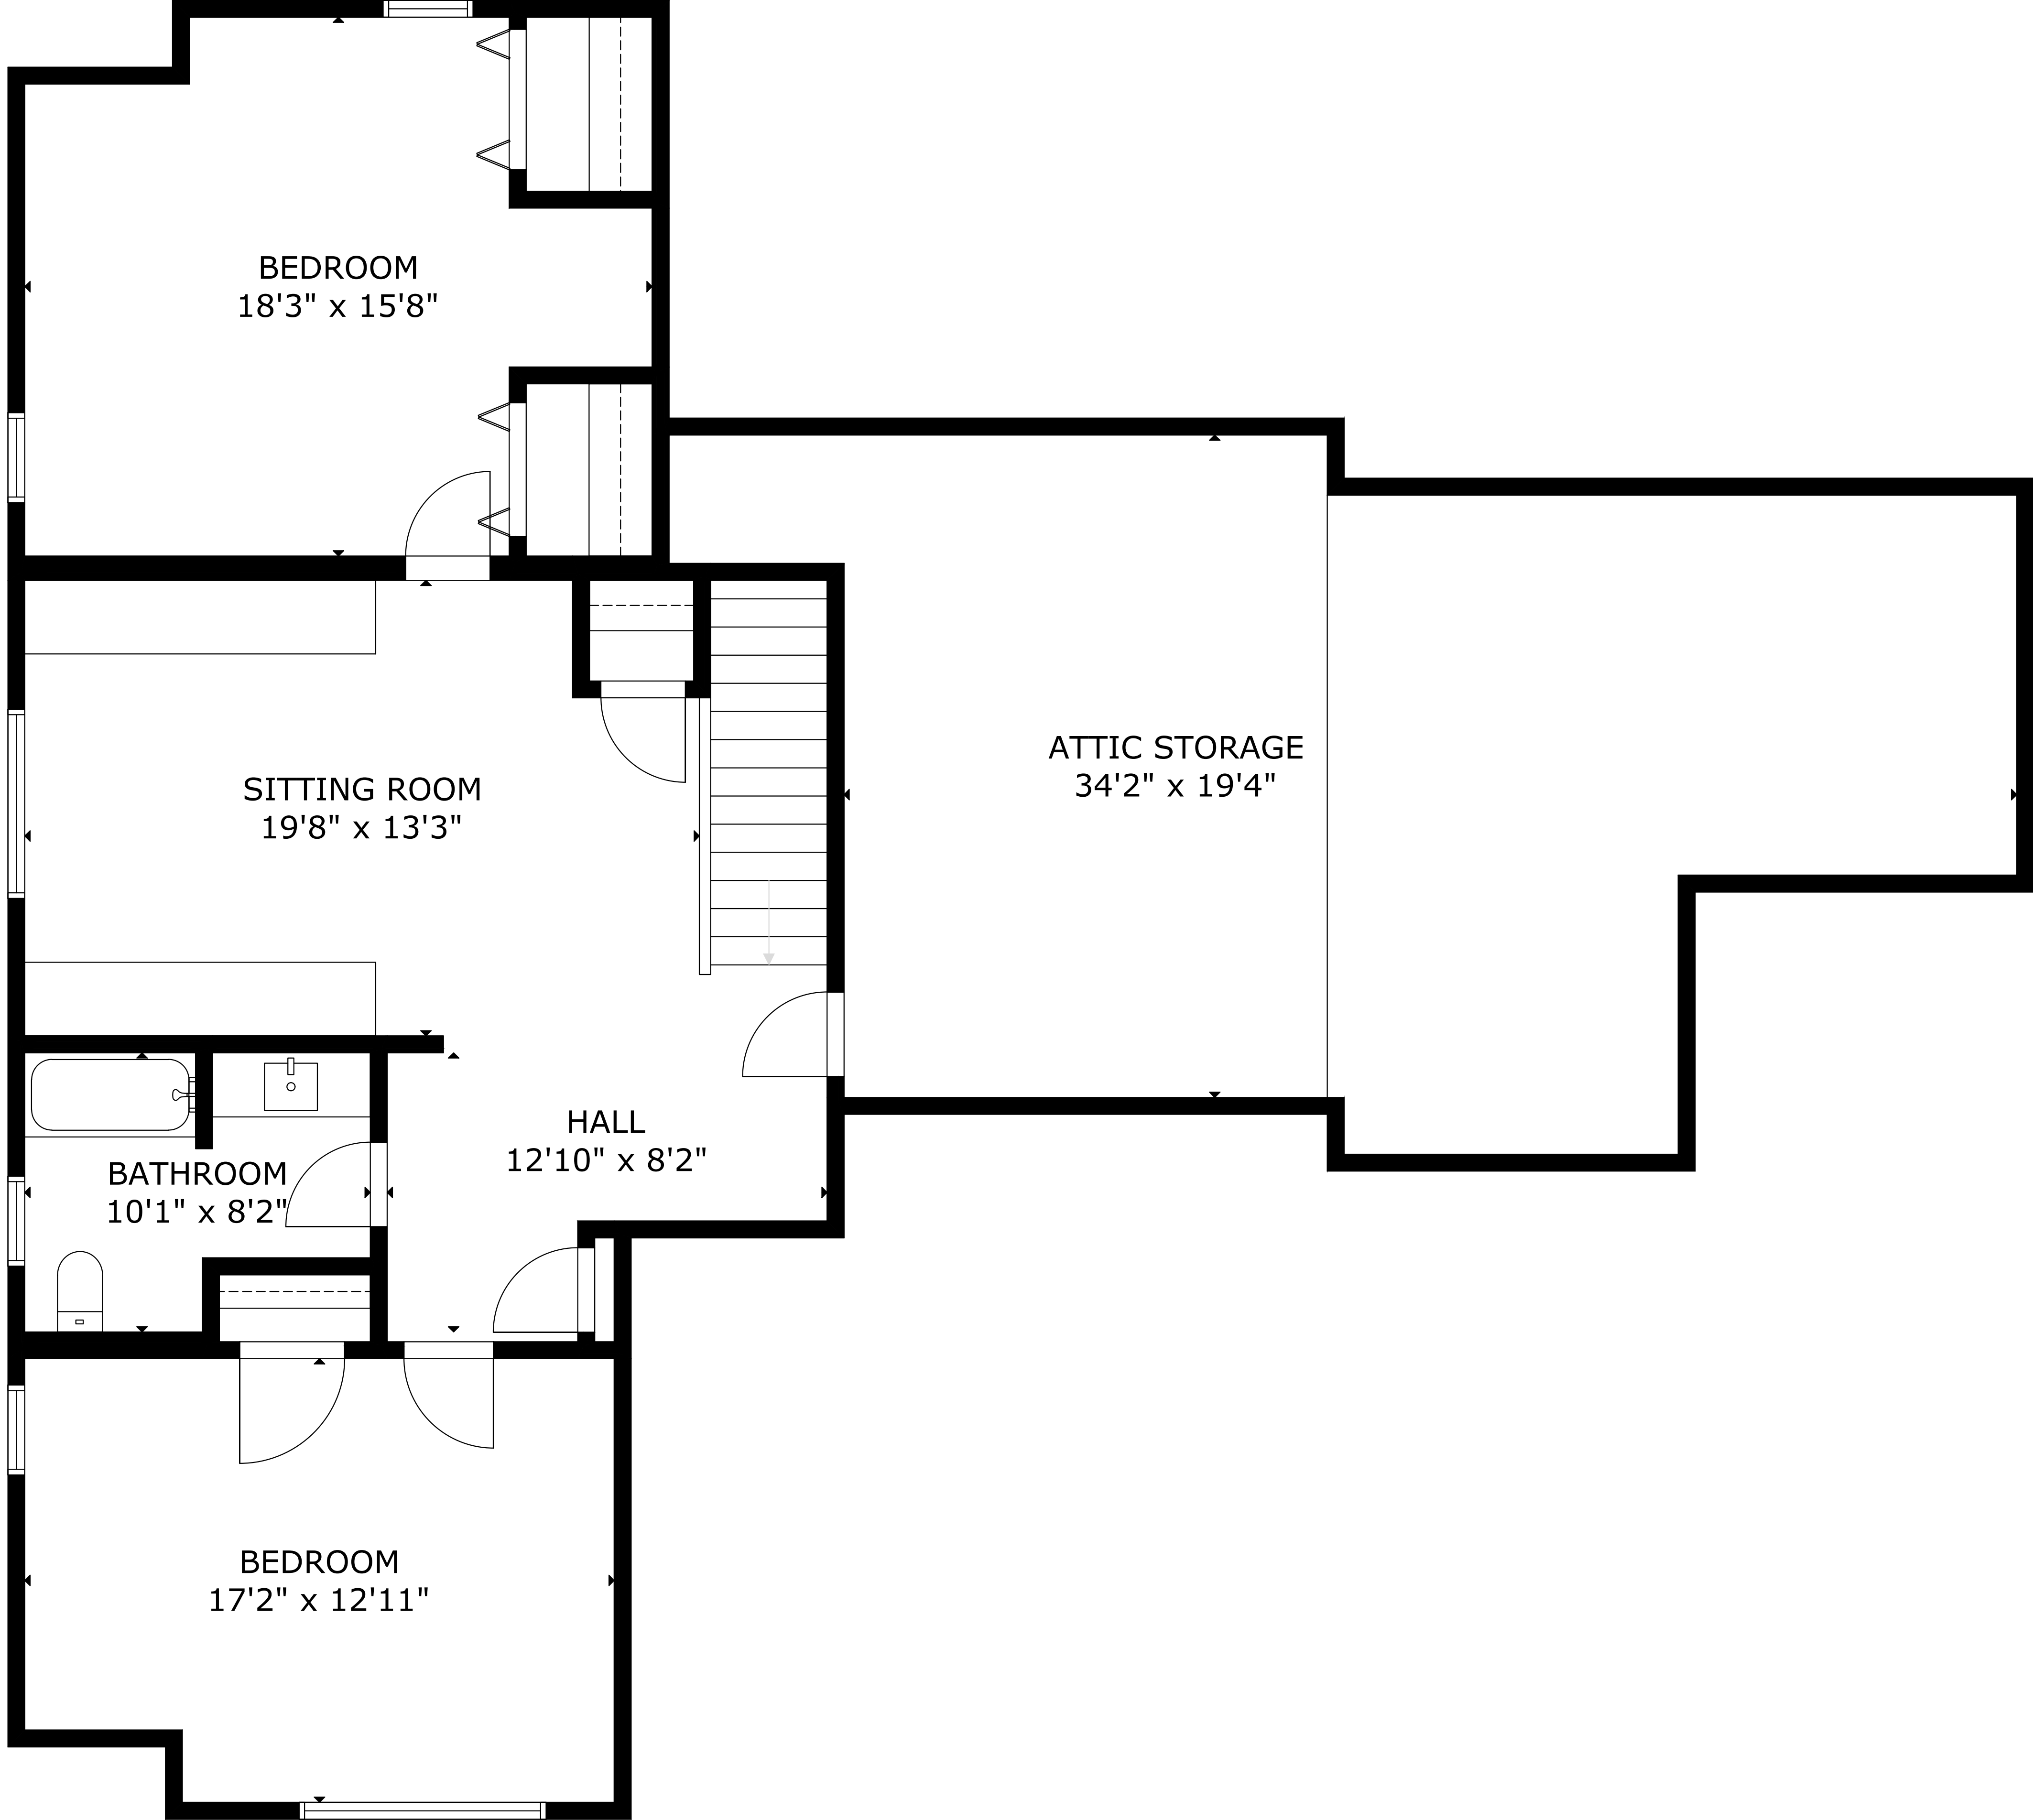 BEDROOM
18'3" x 15'8"
SITTING ROOM
19'8" x 13'3"
ATTIC STORAGE
34'2" x 19'4"
HALL
12'10" x 8'2"
BATHROOM
10'1" x 8'2"
BEDROOM
17'2" x 12'11"